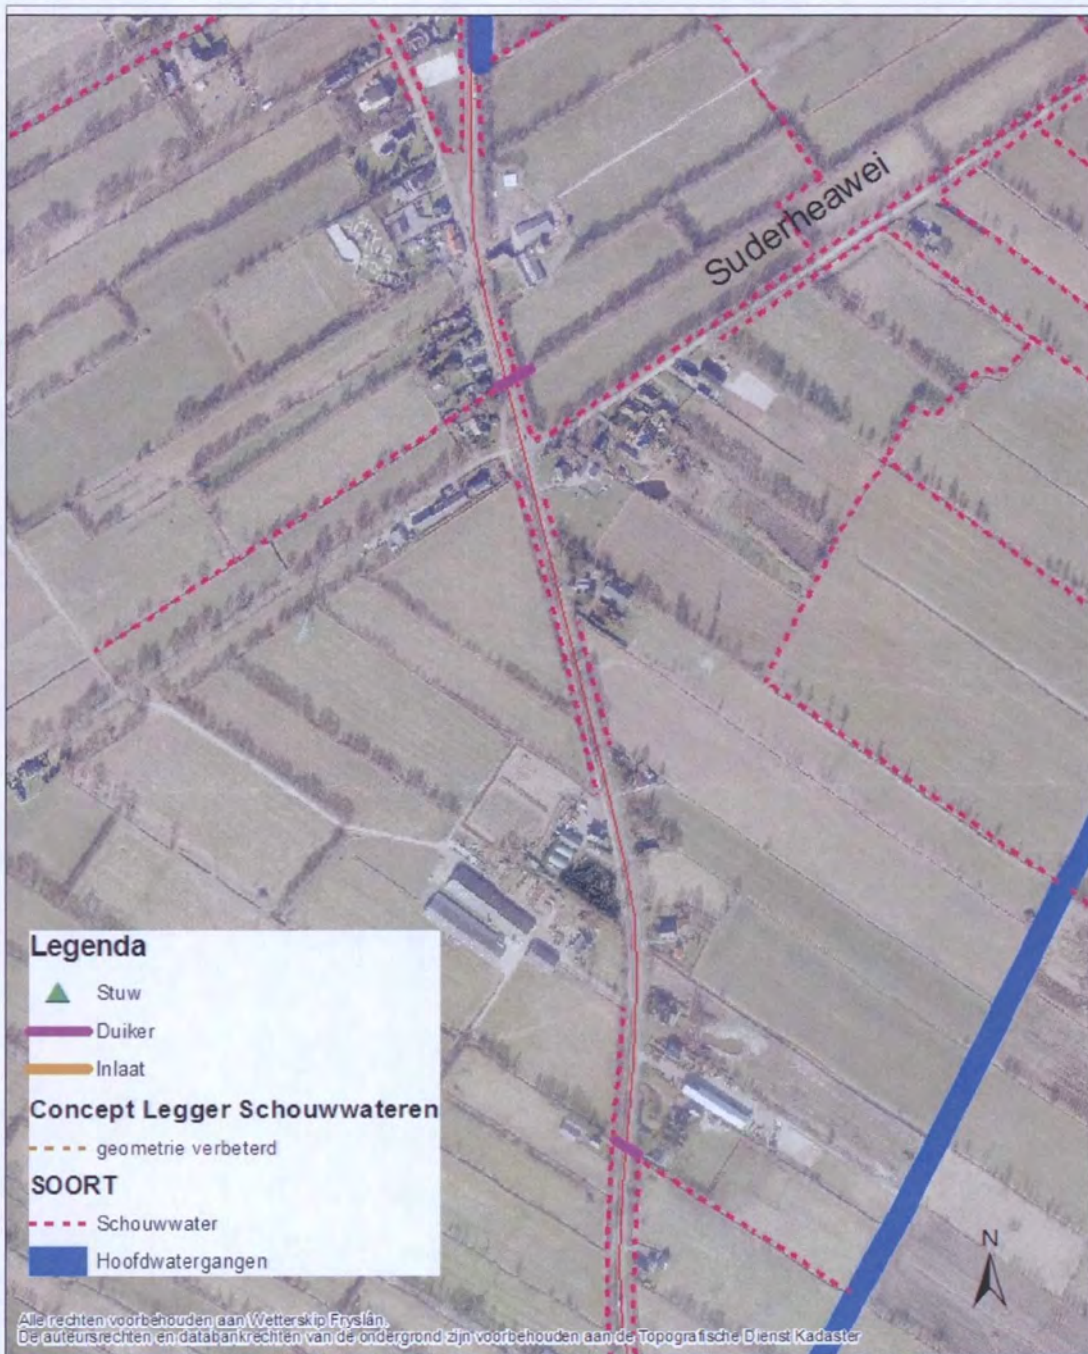 Suderheawei
Legenda
Stuw
Duiker
Inlaat
Concept Legger Schouwwateren
geometrie verbeterd
SOORT
Schouwwater
Hoofdwatergangen
N
Alle rechten voorbehouden aan Wetterskip Fryslân.
De auteursrechten en databankrechten van de ondergrond zijn voorbehouden aan de Topografische Dienst Kadaster